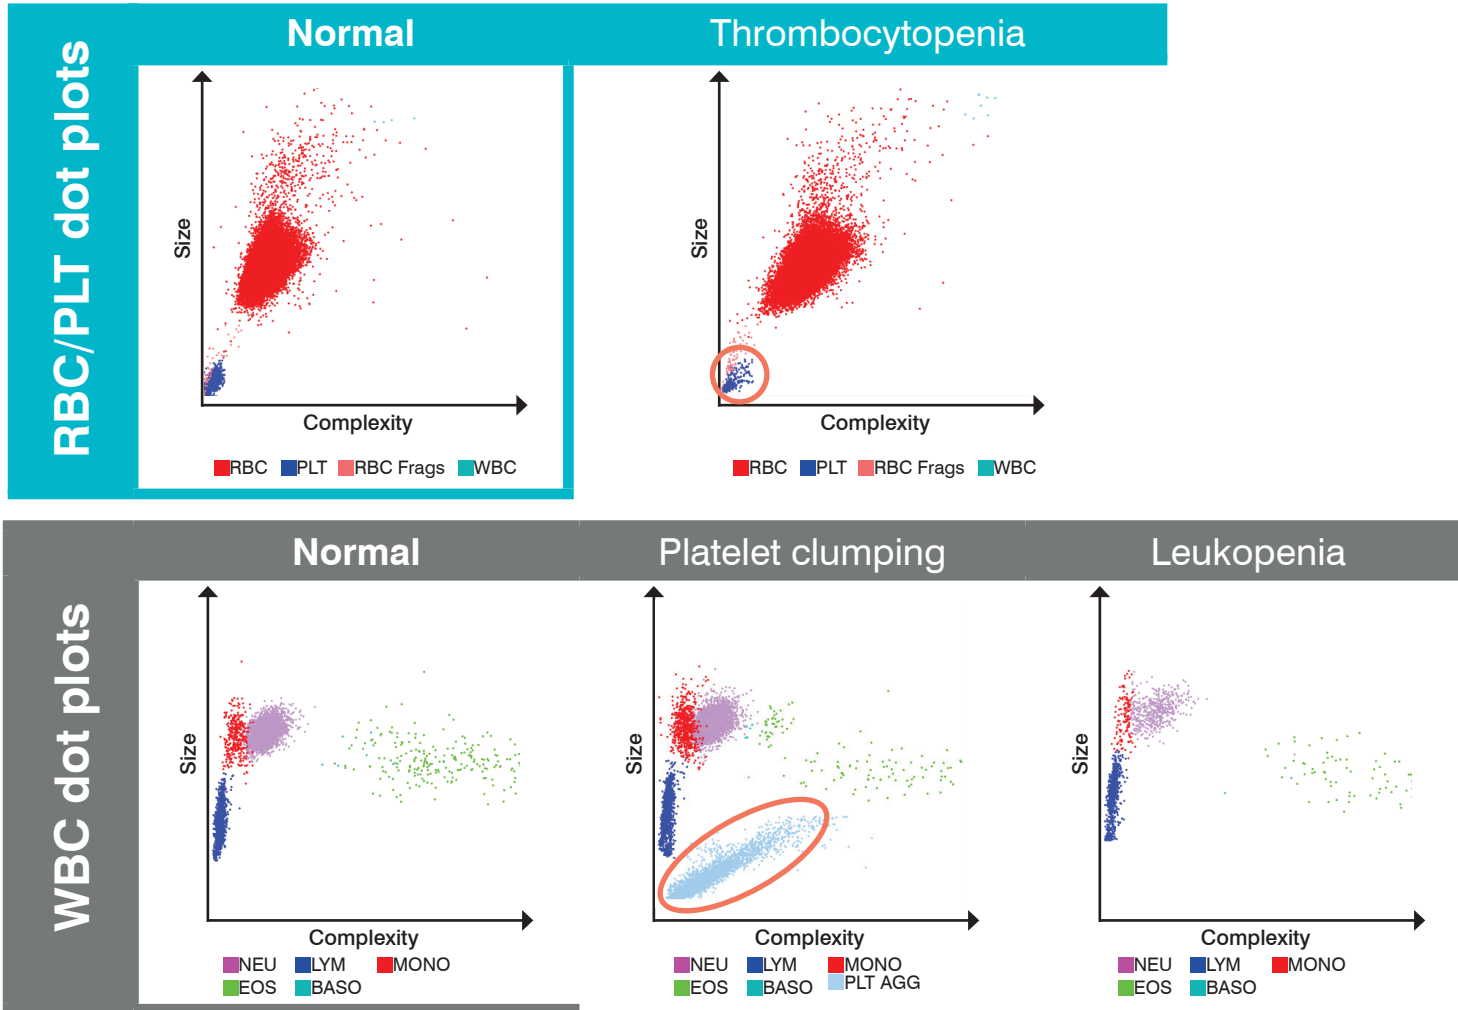 RBC/PLT dot plots
Normal
Thrombocytopenia
Size
Complexity
RBC PLT RBC Frags WBC
Size
Complexity
RBC PLT RBC Frags WBC
WBC dot plots
Normal
Platelet clumping
Leukopenia
Size
Complexity
NEU LYM MONO
EOS BASO
Size
Complexity
NEU LYM MONO
EOS BASO PLT AGG
Size
Complexity
NEU LYM MONO
EOS BASO